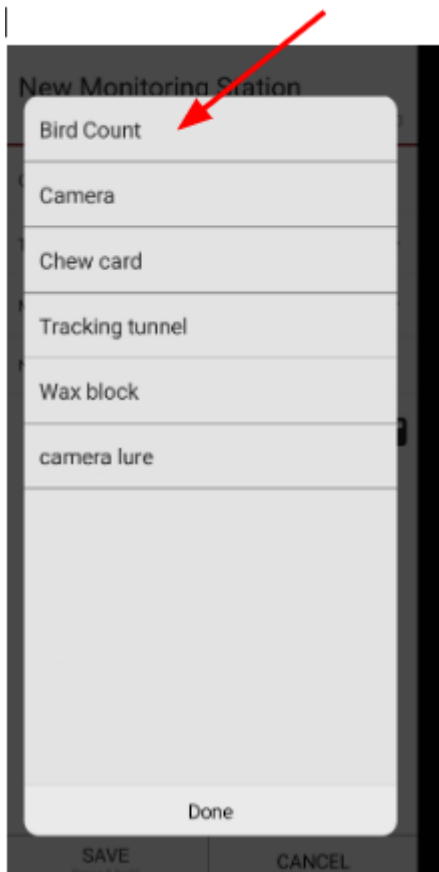 New Monitoring Station
Bird Count
Camera
Chew card
Tracking tunnel
Wax block
camera lure
Done
SAVE
CANCEL